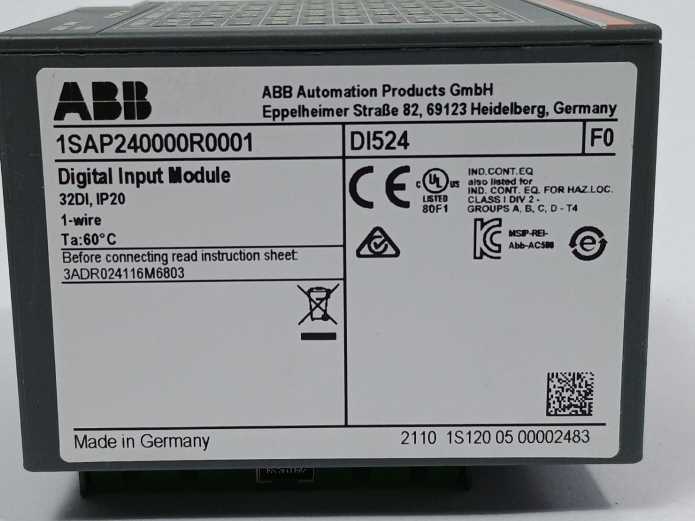 ABB
ABB Automation Products GmbH
Eppelheimer Straße 82, 69123 Heidelberg, Germany
1SAP240000R0001
DI524
F0
Digital Input Module
32DI, IP20
1-wire
Ta:60°C
Before connecting read instruction sheet:
3ADR024116M6803
CE
c UL us
LISTED
80F1
IND.CONT.EQ
also listed for
IND. CONT. EQ. FOR HAZ.LOC.
CLASS I DIV 2 -
GROUPS A, B, C, D - T4
MSIP-REI-
Abb-AC500
Made in Germany
2110 1S120 05 00002483